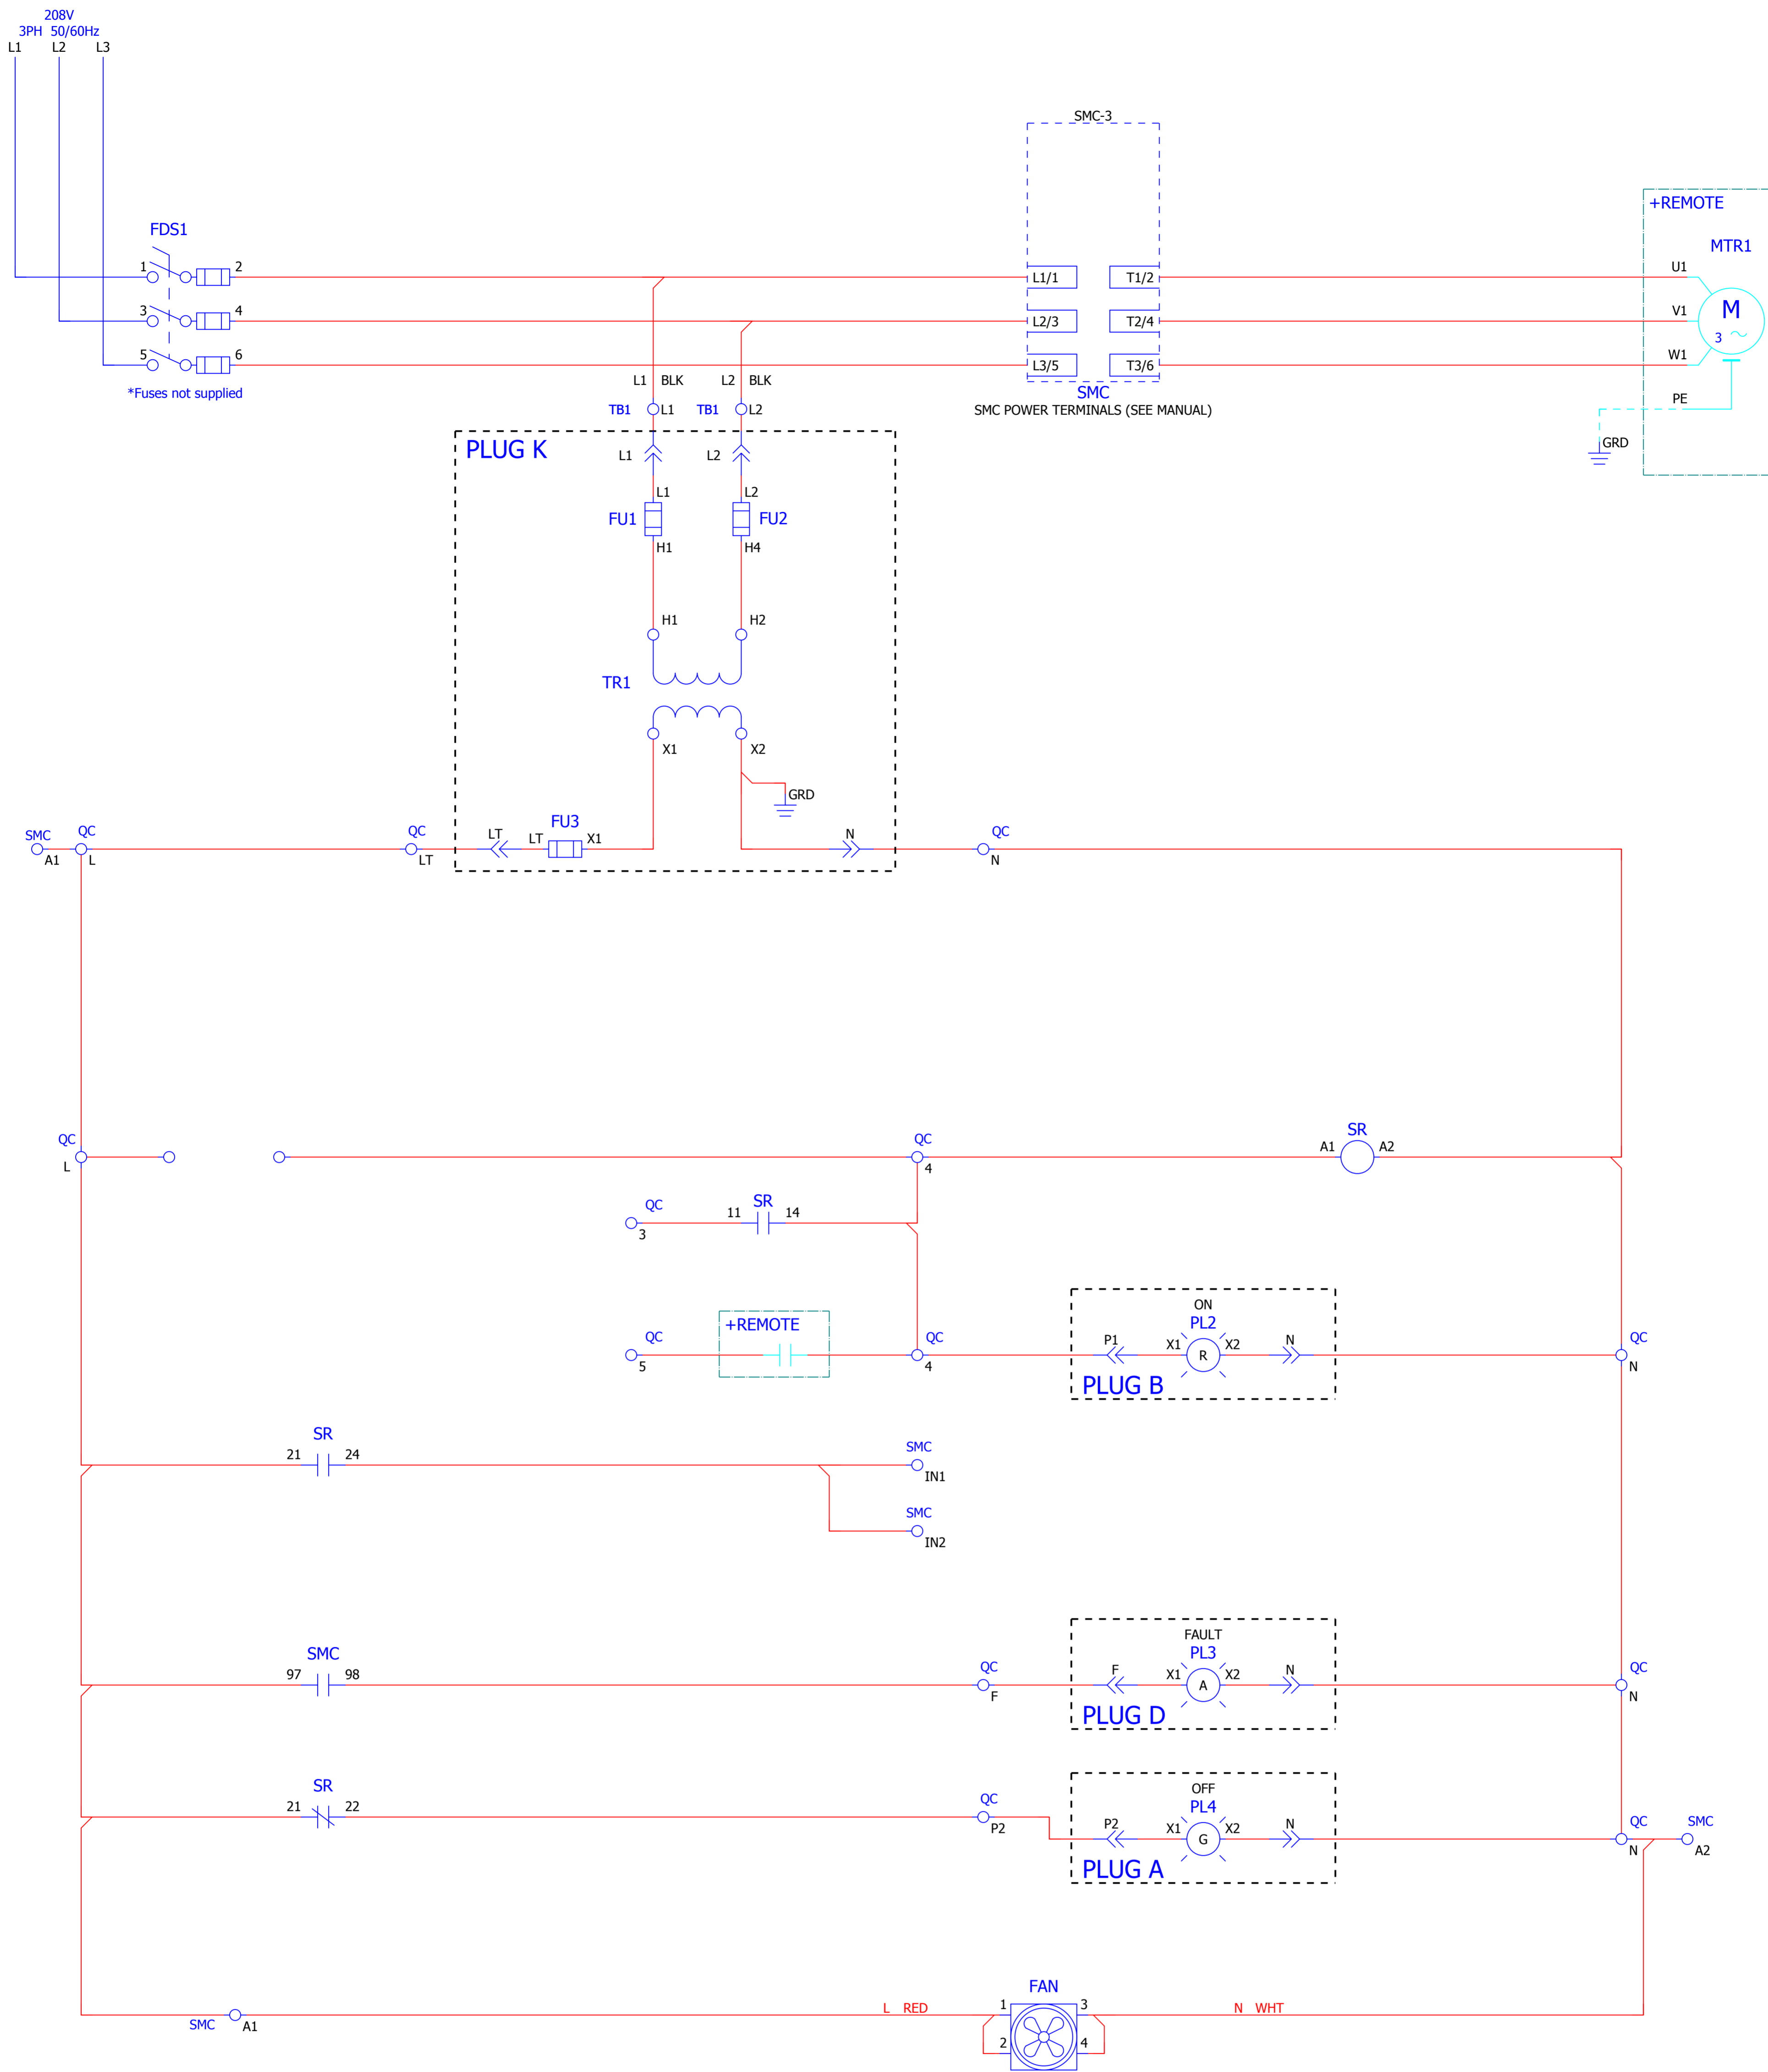 208V
3PH 50/60Hz
L1 L2 L3
SMC-3
+REMOTE
MTR1
FDS1
1 2 L1/1 T1/2 U1
3 4 L2/3 T2/4 V1 M 3
5 6 L3/5 T3/6 W1
*Fuses not supplied
L1 BLK L2 BLK
SMC
SMC POWER TERMINALS (SEE MANUAL)
PE
GRD
TB1 L1 TB1 L2
PLUG K
L1 L2
L1 L2
FU1 FU2
H1 H4
H1 H2
TR1
X1 X2
GRD
SMC QC QC LT LT FU3 X1 N QC
A1 L LT N
QC QC A1 SR A2
L 4
QC 11 SR 14
3
ON
+REMOTE PL2
QC QC P1 X1 R X2 N QC
5 4 N
PLUG B
SR SMC
21 24 IN1
SMC
IN2
FAULT
SMC PL3
97 98 QC F X1 A X2 N QC
F N
PLUG D
OFF
SR PL4
21 22 QC P2 X1 G X2 N QC SMC
P2 N A2
PLUG A
FAN
L RED 1 3 N WHT
SMC A1
2 4